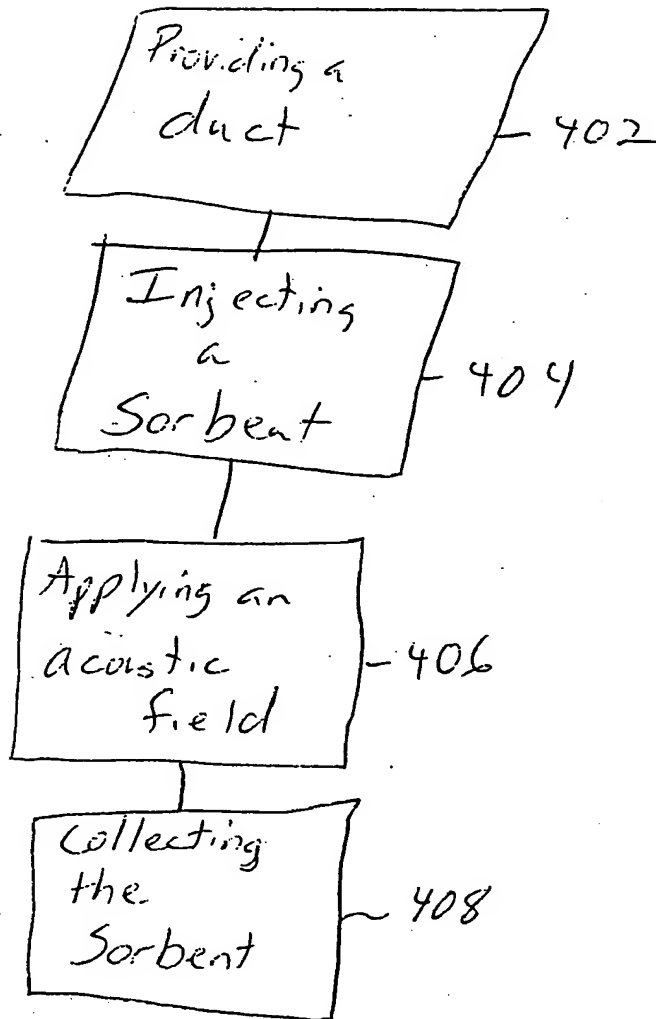 Providing a
duct
402
Injecting
a
Sorbent
404
Applying an
acoustic
field
406
Collecting
the
Sorbent
408